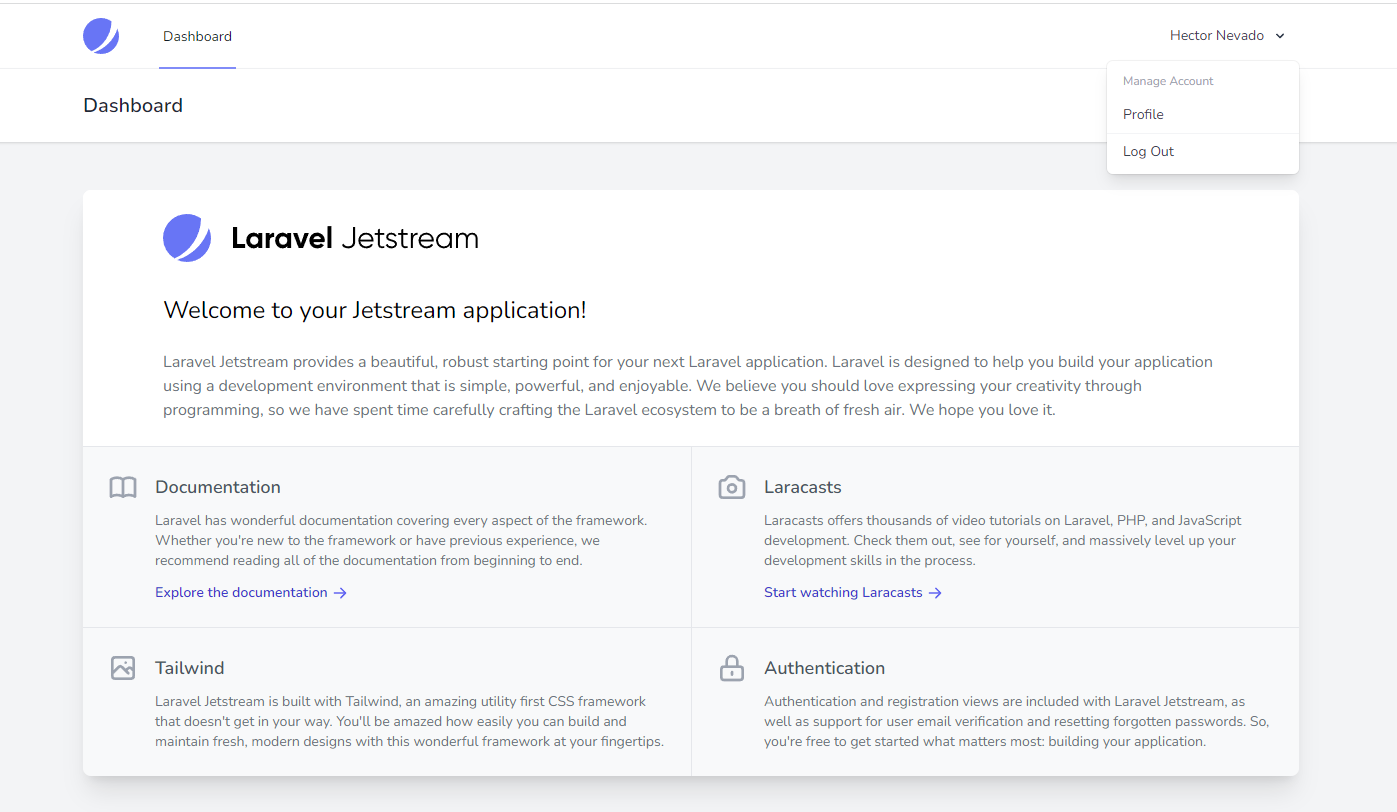 Dashboard
Hector Nevado
Manage Account
Profile
Log Out
Dashboard
Laravel Jetstream
Welcome to your Jetstream application!
Laravel Jetstream provides a beautiful, robust starting point for your next Laravel application. Laravel is designed to help you build your application
using a development environment that is simple, powerful, and enjoyable. We believe you should love expressing your creativity through
programming, so we have spent time carefully crafting the Laravel ecosystem to be a breath of fresh air. We hope you love it.
Documentation
Laravel has wonderful documentation covering every aspect of the framework.
Whether you're new to the framework or have previous experience, we
recommend reading all of the documentation from beginning to end.
Explore the documentation →
Laracasts
Laracasts offers thousands of video tutorials on Laravel, PHP, and JavaScript
development. Check them out, see for yourself, and massively level up your
development skills in the process.
Start watching Laracasts →
Tailwind
Laravel Jetstream is built with Tailwind, an amazing utility first CSS framework
that doesn't get in your way. You'll be amazed how easily you can build and
maintain fresh, modern designs with this wonderful framework at your fingertips.
Authentication
Authentication and registration views are included with Laravel Jetstream, as
well as support for user email verification and resetting forgotten passwords. So,
you're free to get started what matters most: building your application.